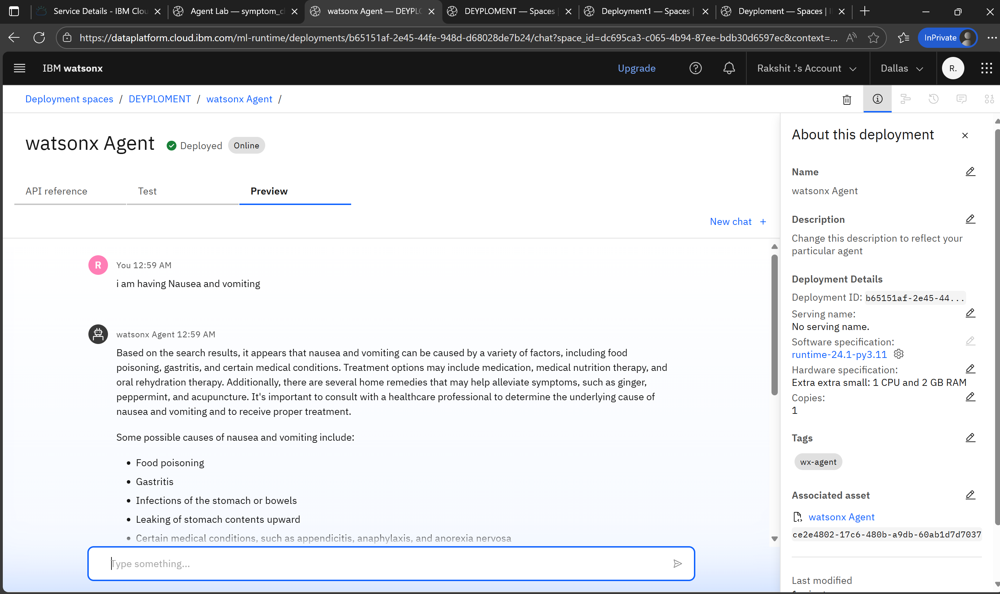 Service Details - IBM Clou
Agent Lab — symptom_c
watsonx Agent — DEYPLO
DEYPLOMENT — Spaces
Deployment1 — Spaces |
Deyploment — Spaces |
https://dataplatform.cloud.ibm.com/ml-runtime/deployments/b65151af-2e45-44fe-948d-d68028de7b24/chat?space_id=dc695ca3-c065-4b94-87ee-bdb30d6597ec&context=...
InPrivate
IBM watsonx
Upgrade
Rakshit .'s Account
Dallas
R.
Deployment spaces / DEYPLOMENT / watsonx Agent /
watsonx Agent
Deployed
Online
API reference
Test
Preview
New chat +
R
You 12:59 AM
i am having Nausea and vomiting
watsonx Agent 12:59 AM
Based on the search results, it appears that nausea and vomiting can be caused by a variety of factors, including food
poisoning, gastritis, and certain medical conditions. Treatment options may include medication, medical nutrition therapy, and
oral rehydration therapy. Additionally, there are several home remedies that may help alleviate symptoms, such as ginger,
peppermint, and acupuncture. It's important to consult with a healthcare professional to determine the underlying cause of
nausea and vomiting and to receive proper treatment.
Some possible causes of nausea and vomiting include:
• Food poisoning
• Gastritis
• Infections of the stomach or bowels
• Leaking of stomach contents upward
• Certain medical conditions, such as appendicitis, anaphylaxis, and anorexia nervosa
Type something...
About this deployment
Name
watsonx Agent
Description
Change this description to reflect your
particular agent
Deployment Details
Deployment ID: b65151af-2e45-44...
Serving name:
No serving name.
Software specification:
runtime-24.1-py3.11
Hardware specification:
Extra extra small: 1 CPU and 2 GB RAM
Copies:
1
Tags
wx-agent
Associated asset
watsonx Agent
ce2e4802-17c6-480b-a9db-60ab1d7d7037
Last modified